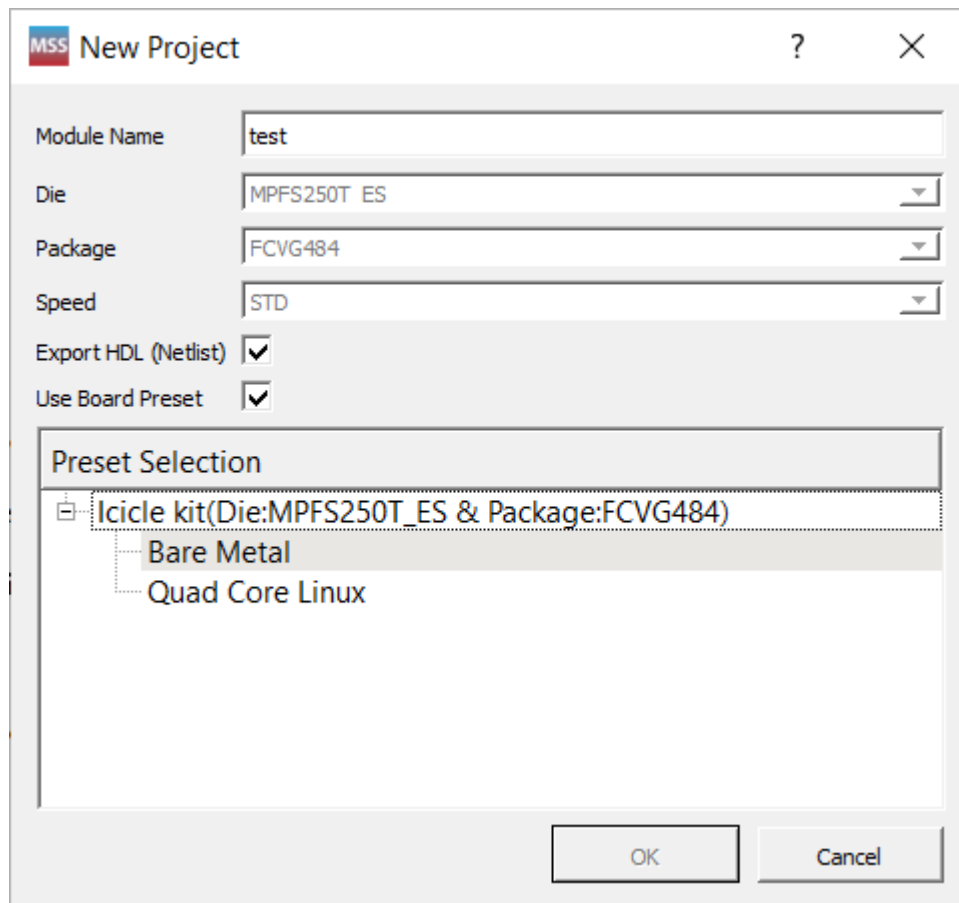 MSS New Project ?
Module Name test
Die MPFS250T_ES
Package FCVG484
Speed STD
Export HDL (Netlist)
Use Board Preset
Preset Selection
Icicle kit(Die:MPFS250T_ES & Package:FCVG484)
Bare Metal
Quad Core Linux
OK Cancel